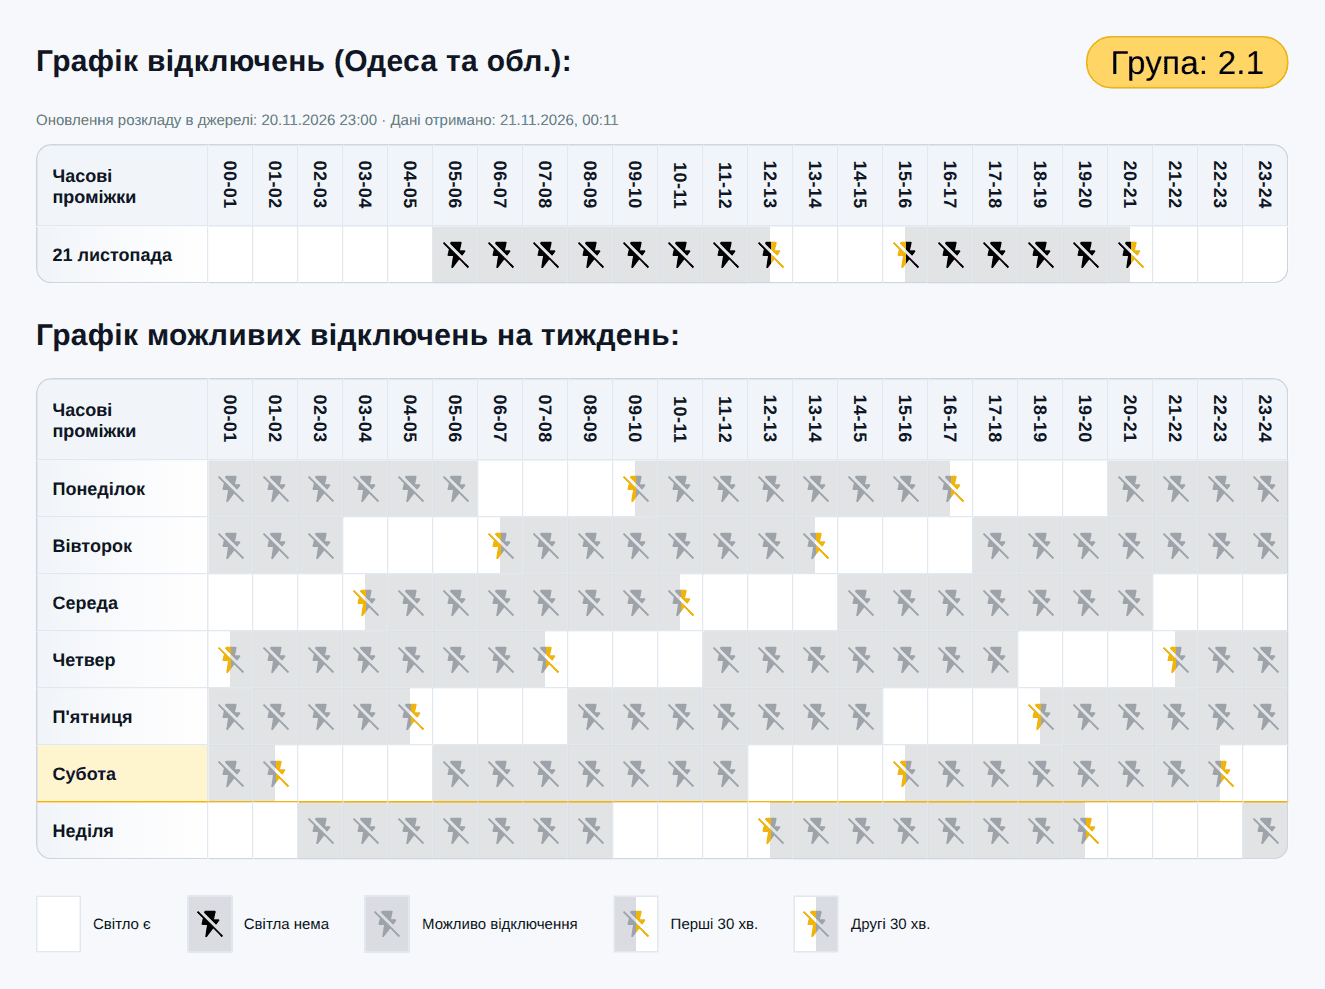 Графік відключень (Одеса та обл.):
Група: 2.1
Оновлення розкладу в джерелі: 20.11.2026 23:00 · Дані отримано: 21.11.2026, 00:11
Часові
проміжки
00-01 01-02 02-03 03-04 04-05 05-06 06-07 07-08 08-09 09-10 10-11 11-12 12-13 13-14 14-15 15-16 16-17 17-18 18-19 19-20 20-21 21-22 22-23 23-24
21 листопада
Графік можливих відключень на тиждень:
Часові
проміжки
00-01 01-02 02-03 03-04 04-05 05-06 06-07 07-08 08-09 09-10 10-11 11-12 12-13 13-14 14-15 15-16 16-17 17-18 18-19 19-20 20-21 21-22 22-23 23-24
Понеділок
Вівторок
Середа
Четвер
П'ятниця
Субота
Неділя
Світло є
Світла нема
Можливо відключення
Перші 30 хв.
Другі 30 хв.